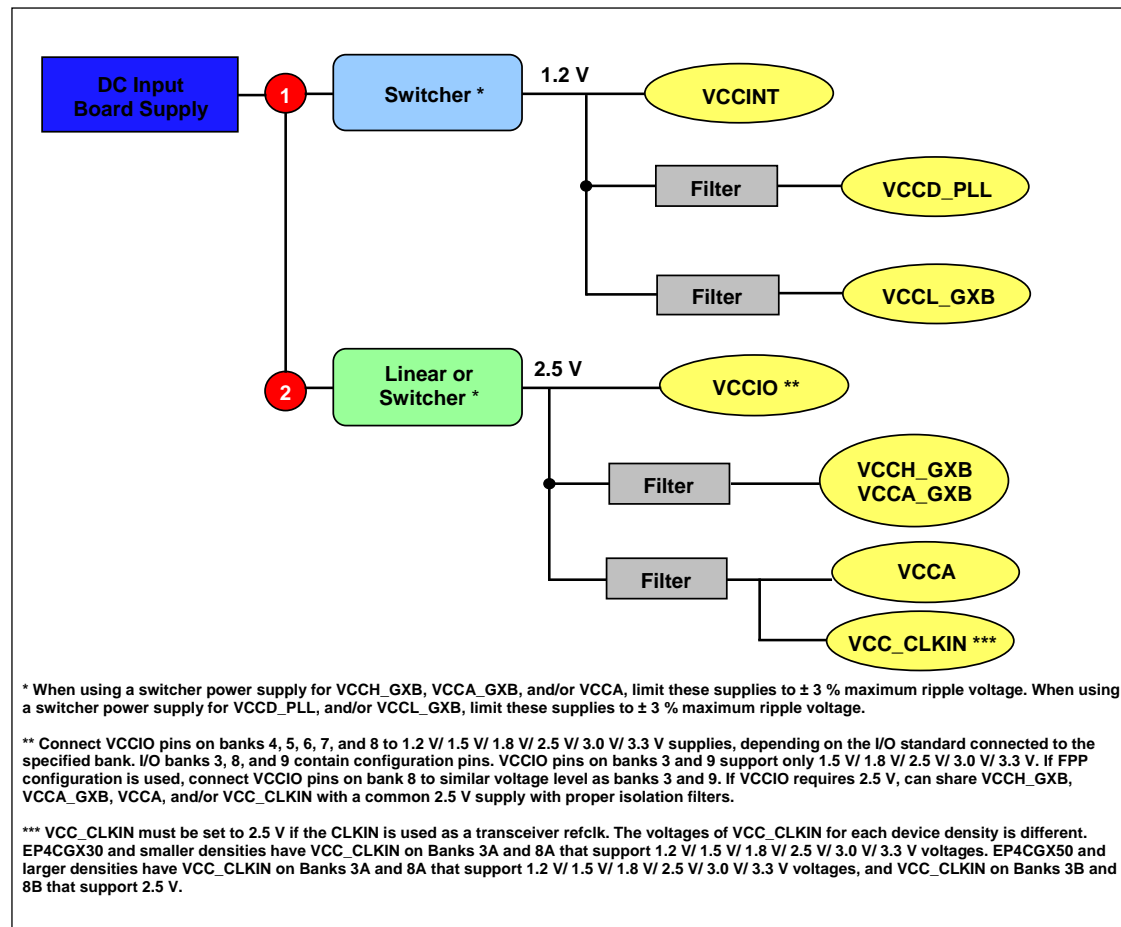 DC Input
Board Supply
1
Switcher *
1.2 V
VCCINT
Filter
VCCD_PLL
Filter
VCCL_GXB
2
Linear or
Switcher *
2.5 V
VCCIO **
Filter
VCCH_GXB
VCCA_GXB
Filter
VCCA
VCC_CLKIN ***
* When using a switcher power supply for VCCH_GXB, VCCA_GXB, and/or VCCA, limit these supplies to ± 3 % maximum ripple voltage. When using
a switcher power supply for VCCD_PLL, and/or VCCL_GXB, limit these supplies to ± 3 % maximum ripple voltage.
** Connect VCCIO pins on banks 4, 5, 6, 7, and 8 to 1.2 V/ 1.5 V/ 1.8 V/ 2.5 V/ 3.0 V/ 3.3 V supplies, depending on the I/O standard connected to the
specified bank. I/O banks 3, 8, and 9 contain configuration pins. VCCIO pins on banks 3 and 9 support only 1.5 V/ 1.8 V/ 2.5 V/ 3.0 V/ 3.3 V. If FPP
configuration is used, connect VCCIO pins on bank 8 to similar voltage level as banks 3 and 9. If VCCIO requires 2.5 V, can share VCCH_GXB,
VCCA_GXB, VCCA, and/or VCC_CLKIN with a common 2.5 V supply with proper isolation filters.
*** VCC_CLKIN must be set to 2.5 V if the CLKIN is used as a transceiver refclk. The voltages of VCC_CLKIN for each device density is different.
EP4CGX30 and smaller densities have VCC_CLKIN on Banks 3A and 8A that support 1.2 V/ 1.5 V/ 1.8 V/ 2.5 V/ 3.0 V/ 3.3 V voltages. EP4CGX50 and
larger densities have VCC_CLKIN on Banks 3A and 8A that support 1.2 V/ 1.5 V/ 1.8 V/ 2.5 V/ 3.0 V/ 3.3 V voltages, and VCC_CLKIN on Banks 3B and
8B that support 2.5 V.